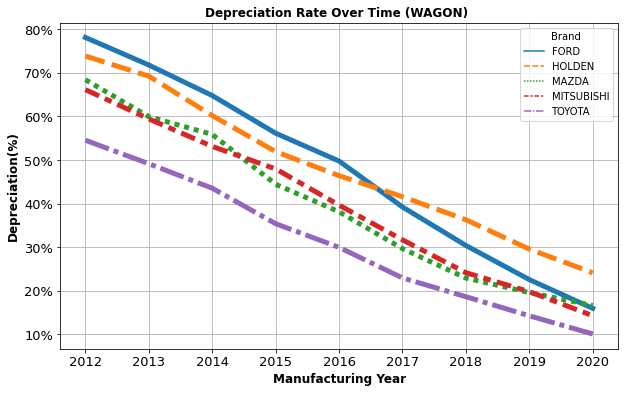 Depreciation Rate Over Time (WAGON)
Brand
FORD
HOLDEN
MAZDA
MITSUBISHI
TOYOTA
Depreciation(%)
80%
70%
60%
50%
40%
30%
20%
10%
2012 2013 2014 2015 2016 2017 2018 2019 2020
Manufacturing Year